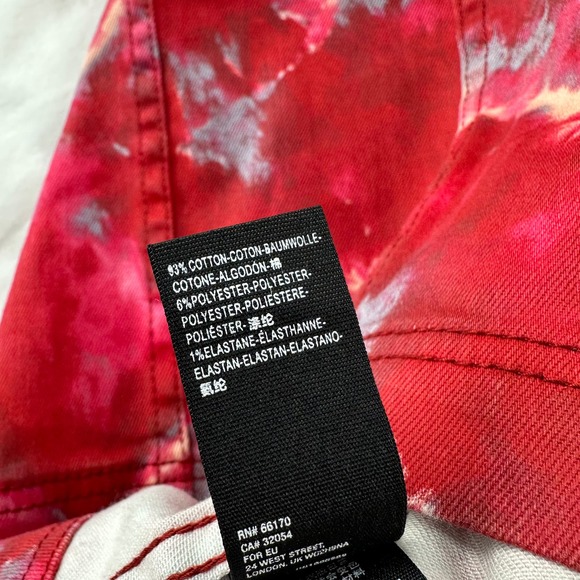 93% COTTON-COTON-BAUMWOLLE-
COTONE-ALGODÓN-棉
6%POLYESTER-POLYESTER-
POLYESTER-POLIESTERE-
POLIÉSTER-涤纶
1%ELASTANE-ÉLASTHANNE-
ELASTAN-ELASTAN-ELASTANO-
氨纶
RN# 66170
CA# 32054
FOR EU
24 WEST STREET,
LONDON, UK